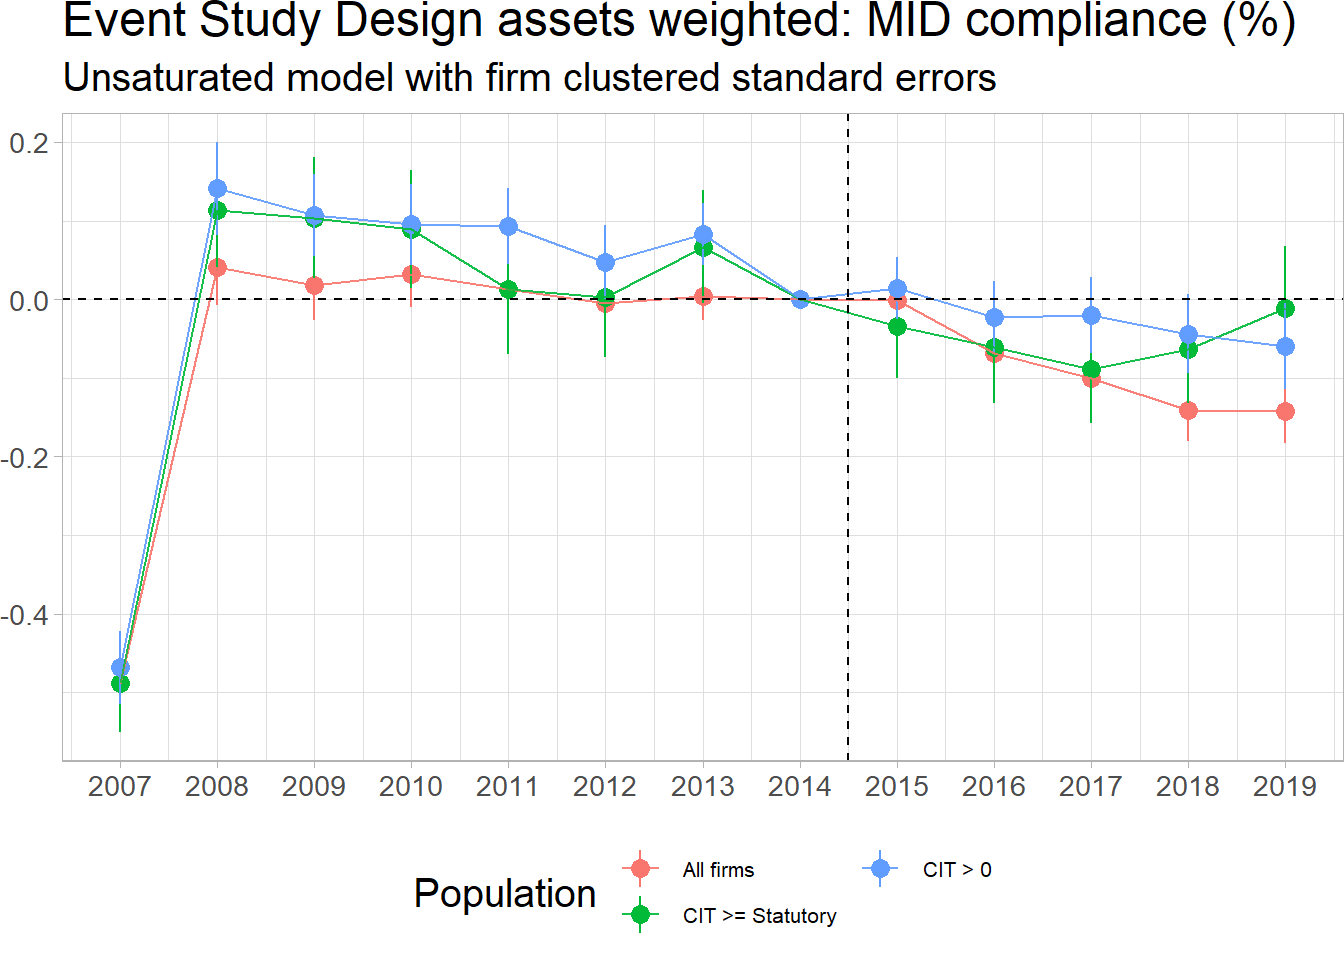 Event Study Design assets weighted: MID compliance (%)
Unsaturated model with firm clustered standard errors
0.2
0.0
-0.2
-0.4
2007 2008 2009 2010 2011 2012 2013 2014 2015 2016 2017 2018 2019
Population
All firms
CIT >= Statutory
CIT > 0